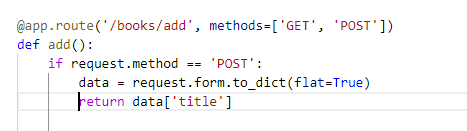 @app.route('/books/add', methods=['GET', 'POST'])
def add():
    if request.method == 'POST':
        data = request.form.to_dict(flat=True)
        return data['title']